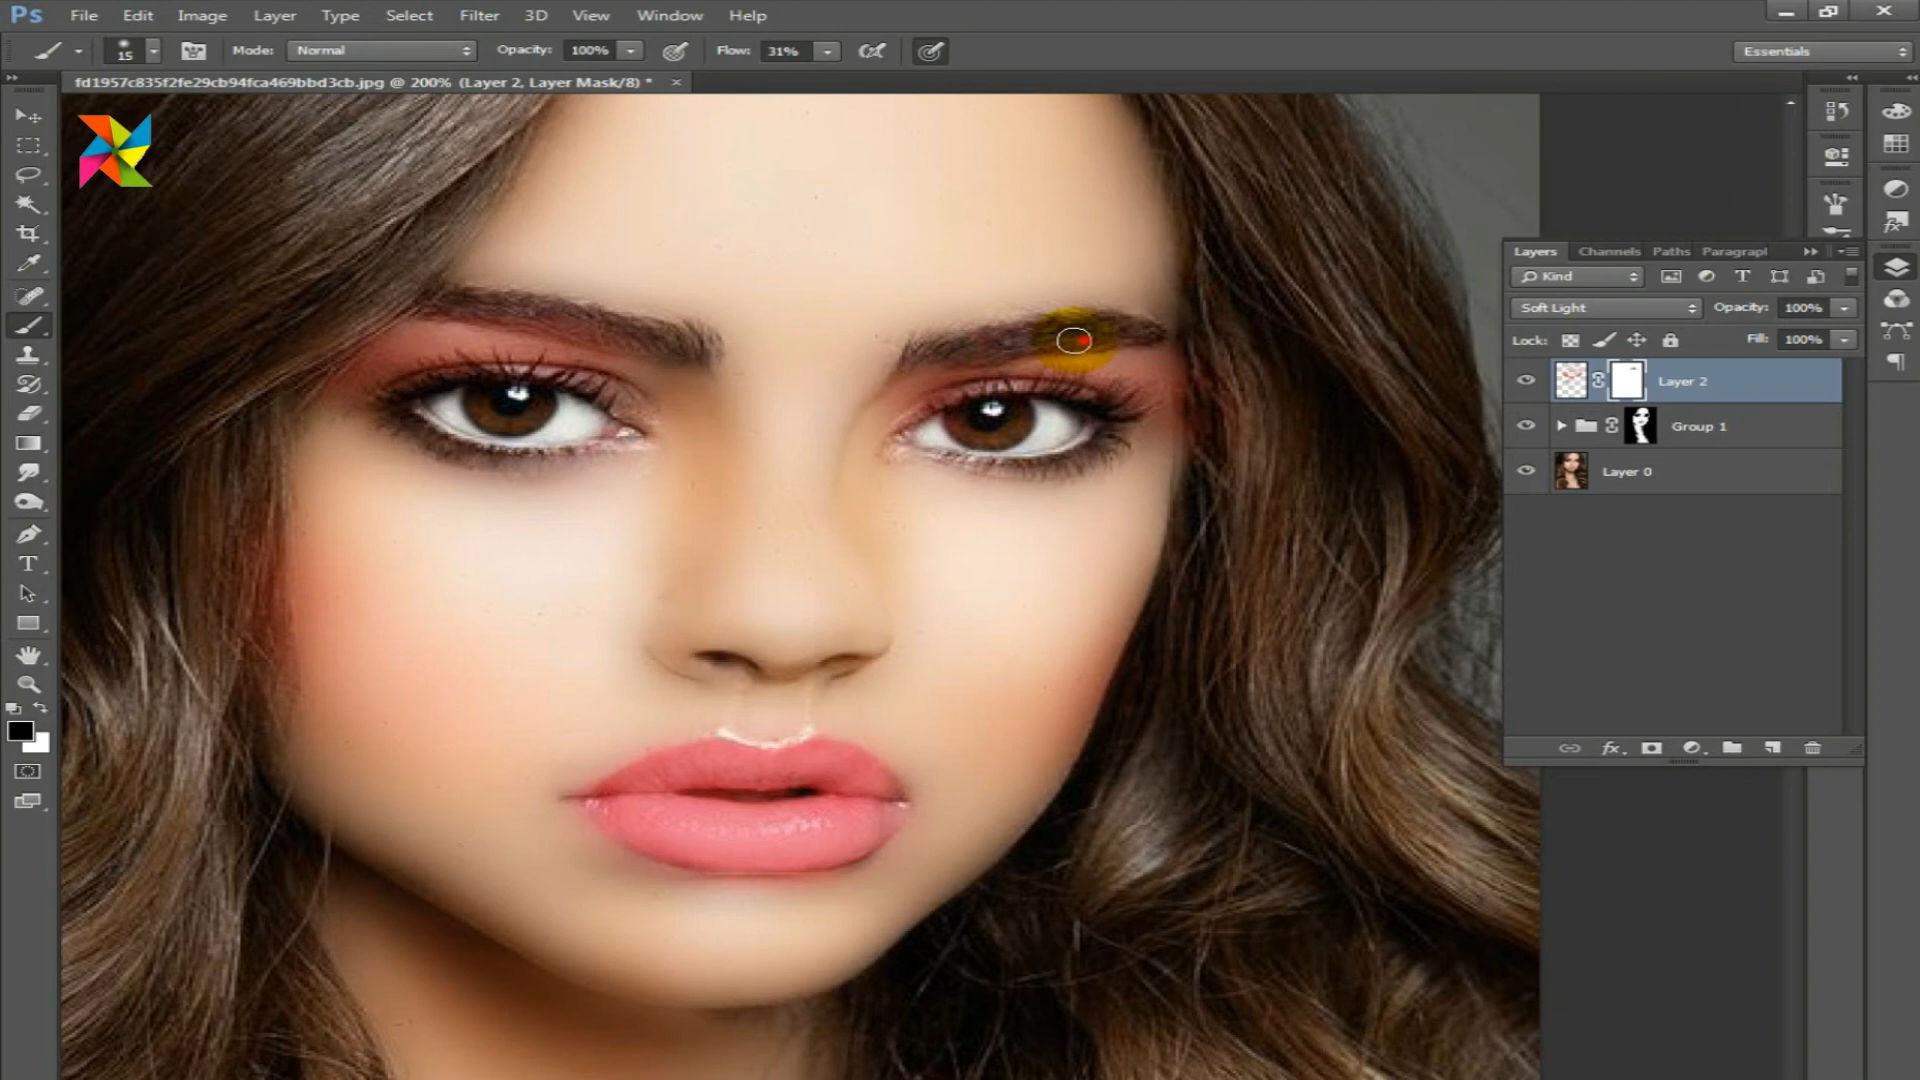 Ps File Edit Image Layer Type Select Filter 3D View Window Help
15 Mode: Normal Opacity: 100% Flow: 31% Essentials
fd1957c835f2fe29cb94fca469bbd3cb.jpg @ 200% (Layer 2, Layer Mask/8) * ×
Layers Channels Paths Paragrapl
Kind
Soft Light Opacity: 100%
Lock: Fill: 100%
Layer 2
Group 1
Layer 0
fx